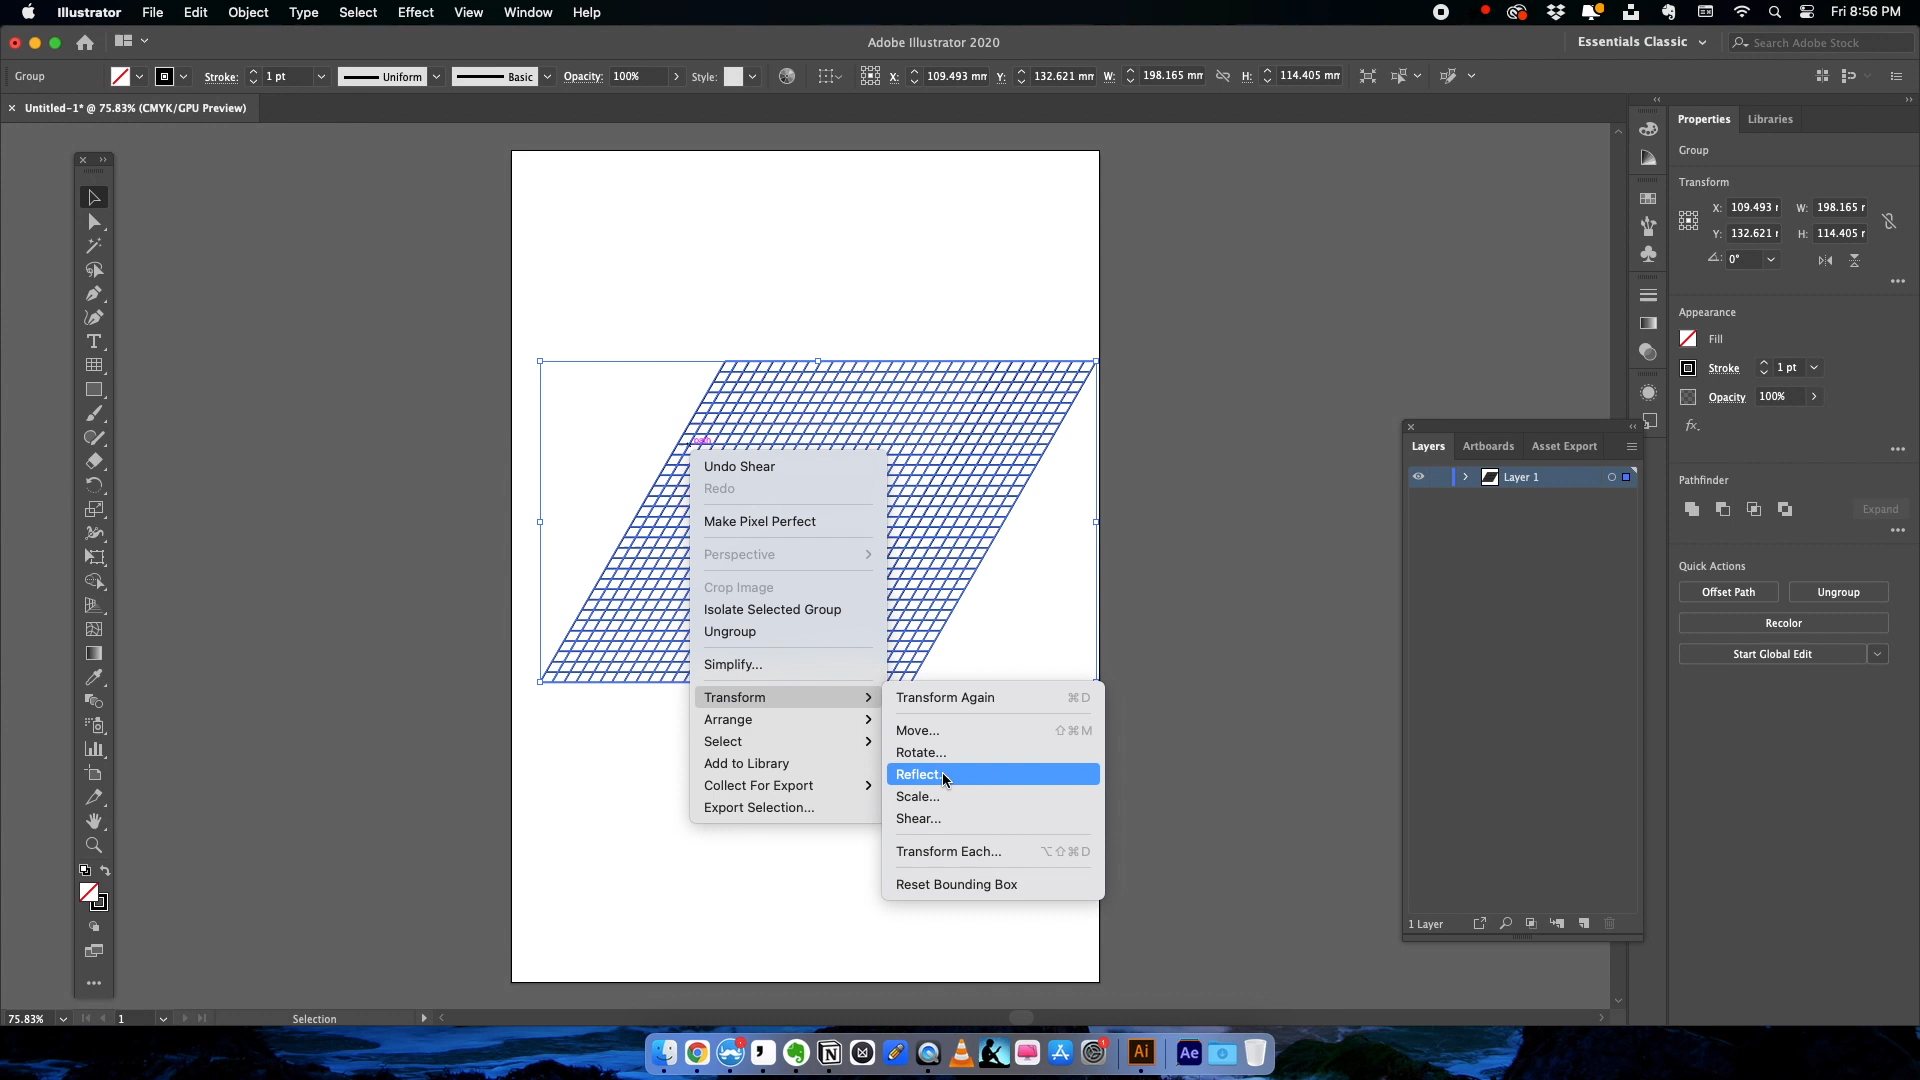 Illustrator File Edit Object Type Select Effect View Window Help Fri 8:56 PM
Adobe Illustrator 2020 Essentials Classic Search Adobe Stock
Group Stroke: 1 pt Uniform Basic Opacity: 100% Style: X: 109.493 mm Y: 132.621 mm W: 198.165 mm H: 114.405 mm
× Untitled-1* @ 75.83% (CMYK/GPU Preview)
Properties Libraries
Group
Transform
X: 109.493 W: 198.165
Y: 132.621 H: 114.405
0°
Appearance
Fill
Stroke 1 pt
Opacity 100%
fx.
Pathfinder
Expand
Quick Actions
Offset Path Ungroup
Recolor
Start Global Edit
Layers Artboards Asset Export
Layer 1
1 Layer
path
Undo Shear
Redo
Make Pixel Perfect
Perspective
Crop Image
Isolate Selected Group
Ungroup
Simplify...
Transform
Arrange
Select
Add to Library
Collect For Export
Export Selection...
Transform Again ⌘D
Move... ⇧⌘M
Rotate...
Reflect...
Scale...
Shear...
Transform Each... ⌥⇧⌘D
Reset Bounding Box
75.83% 1 Selection
Ai Ae